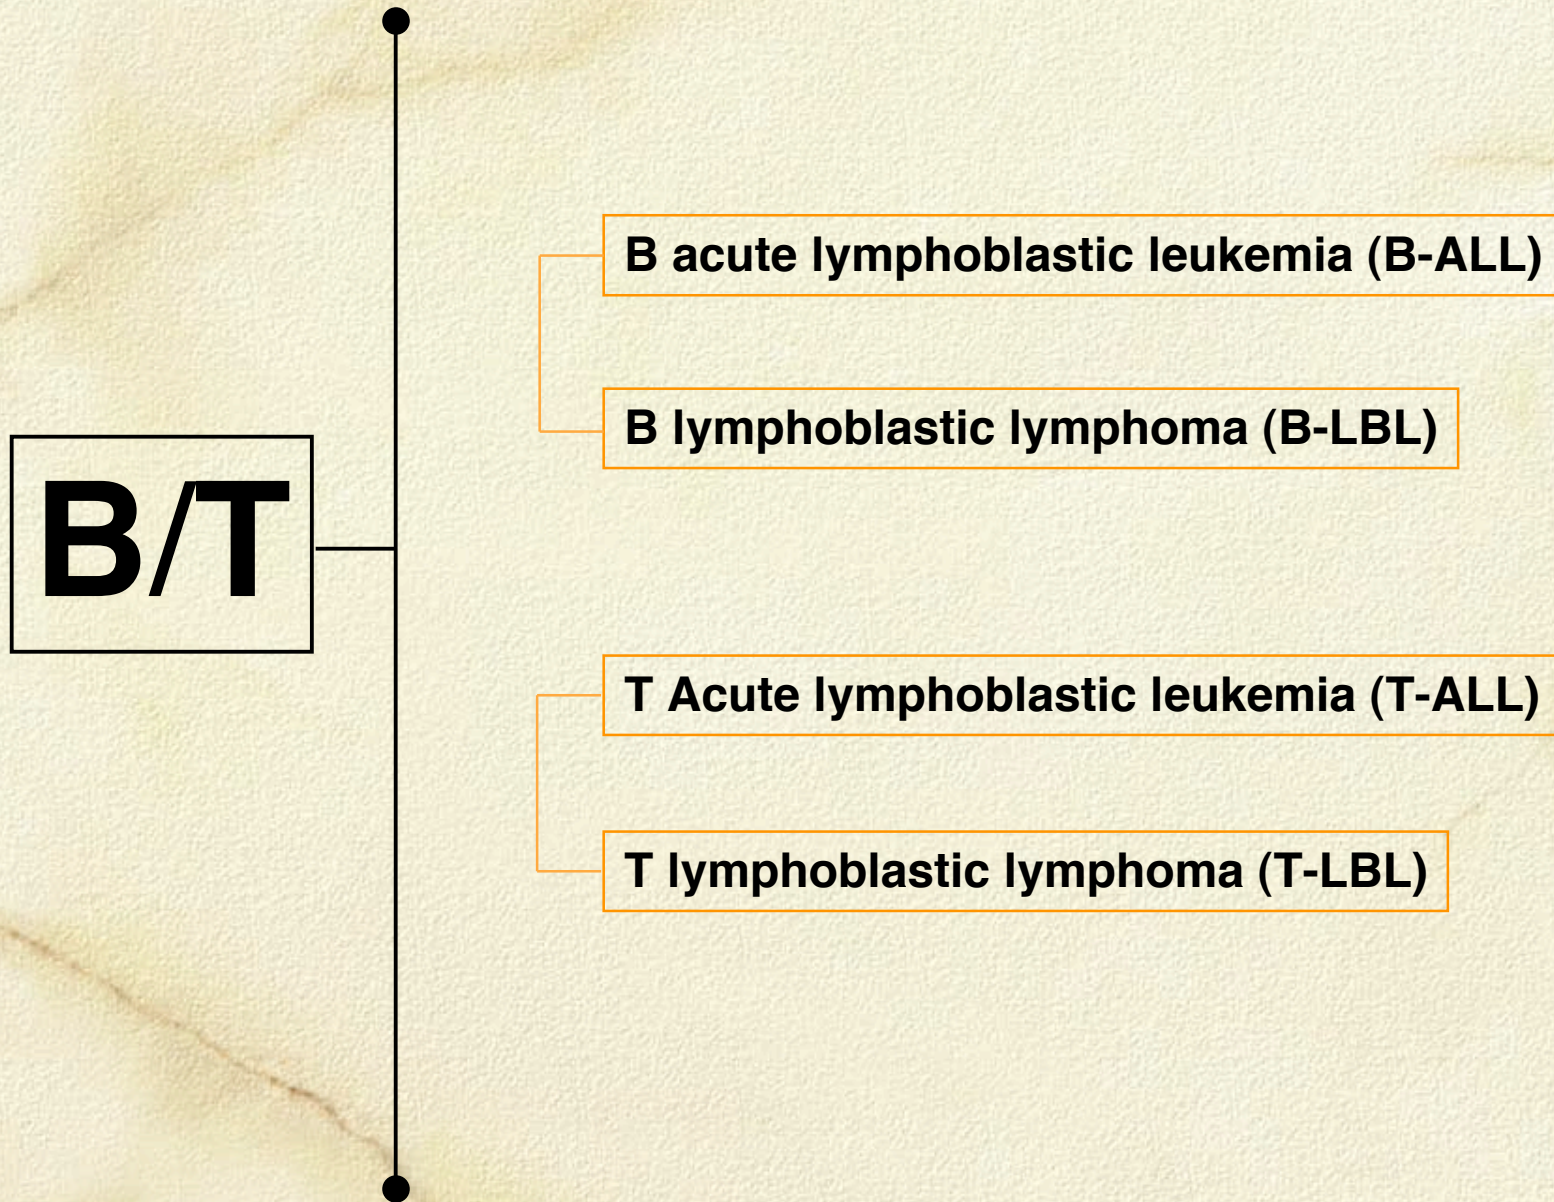 B acute lymphoblastic leukemia (B-ALL)
B lymphoblastic lymphoma (B-LBL)
B/T
T Acute lymphoblastic leukemia (T-ALL)
T lymphoblastic lymphoma (T-LBL)